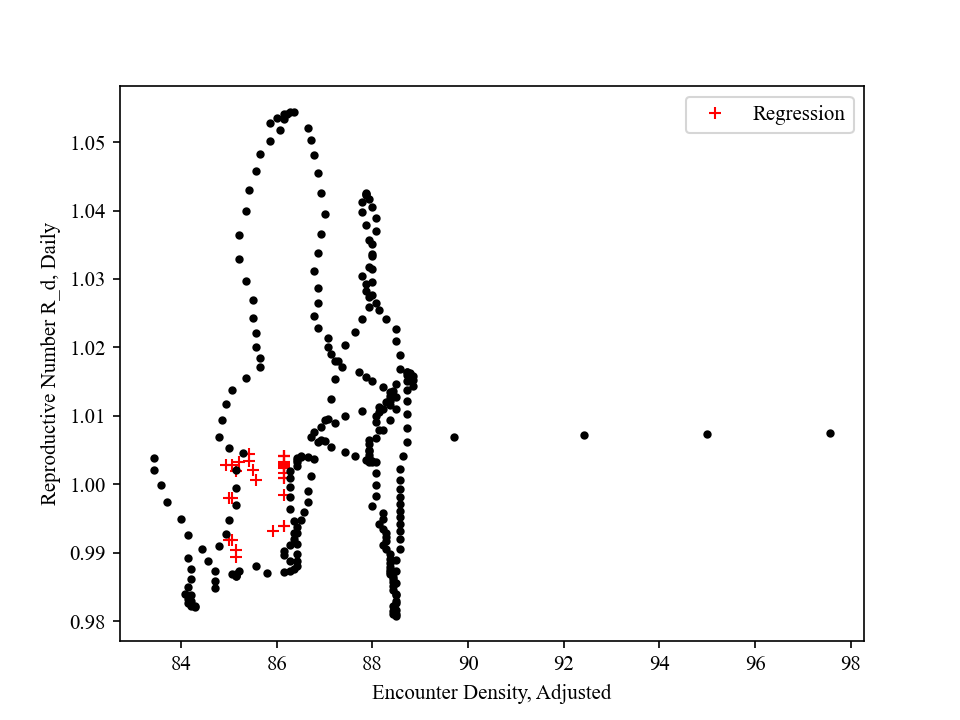 Regression
1.05
1.04
1.03
1.02
1.01
1.00
0.99
0.98
Reproductive Number R_d, Daily
84 86 88 90 92 94 96 98
Encounter Density, Adjusted